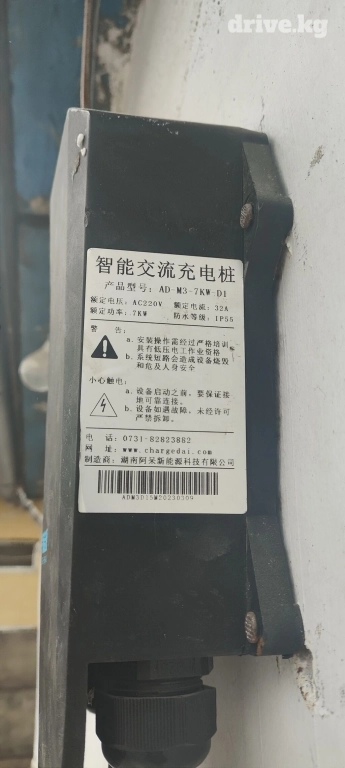 drive.kg
智能交流充电桩
产品型号: AD-M3-7KW-D1
额定电压: AC220V 额定电流: 32A
额定功率: 7KW 防水等级: IP55
警 告:
a. 安装操作需经过严格培训
具有低压电工作业资格
b. 系统短路会造成设备烧毁
和危及人身安全
小心触电:
a. 设备启动之前, 要保证接
地可靠连接.
b. 设备如遇故障, 未经许可
严禁拆卸.
电 话: 0731-82823882
网 址: www.chargedai.com
制造商: 湖南阿呆新能源科技有限公司
ADM3D15M20230309